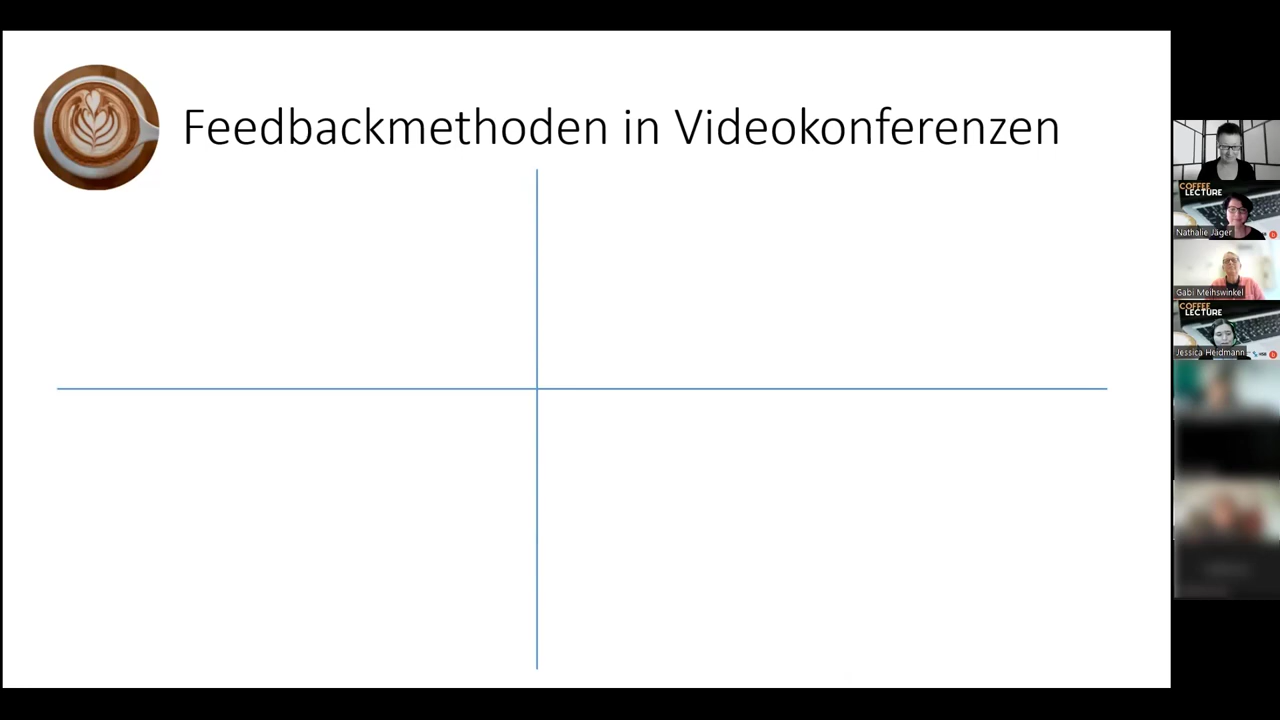 Feedbackmethoden in Videokonferenzen
COFFEE
LECTURE
Nathalie Jäger
Gabi Meihswinkel
COFFEE
LECTURE
Jessica Heidmann